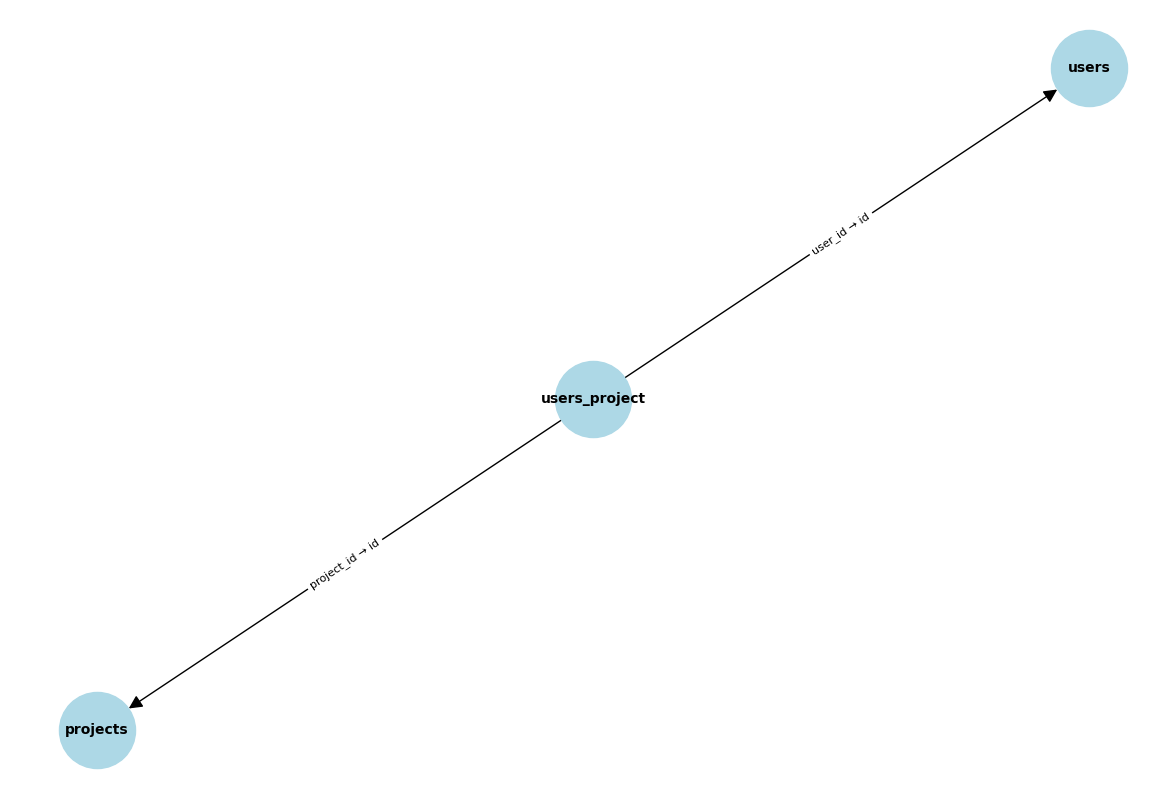 users
user_id → id
users_project
project_id → id
projects